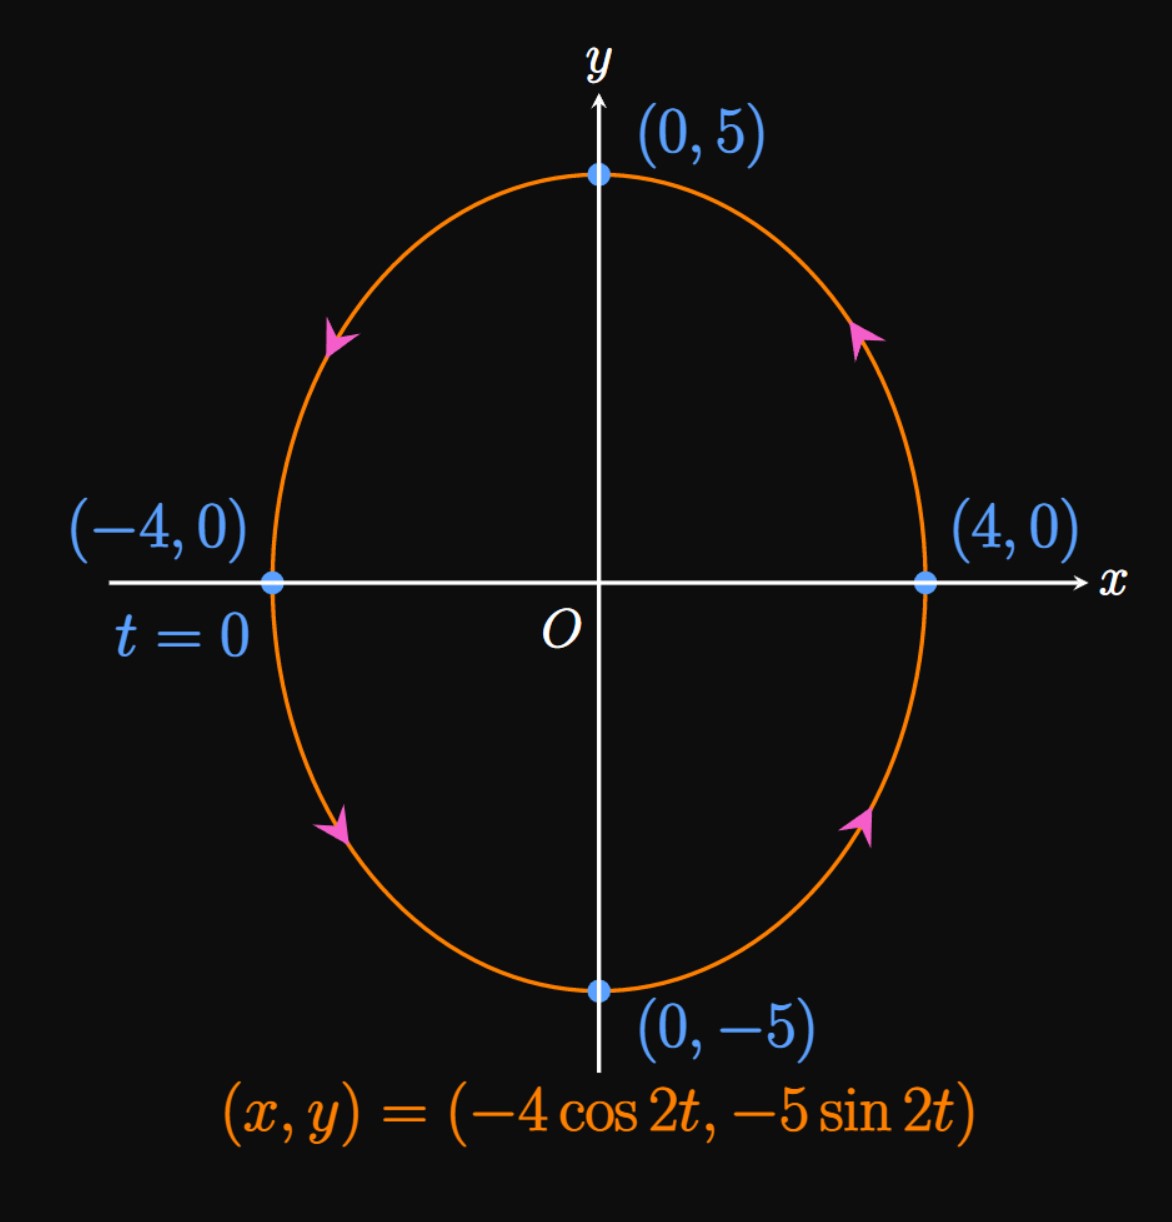 y
(0, 5)
(−4, 0)
(4, 0)
x
t = 0
O
(0, −5)
(x, y) = (−4 cos 2t, −5 sin 2t)